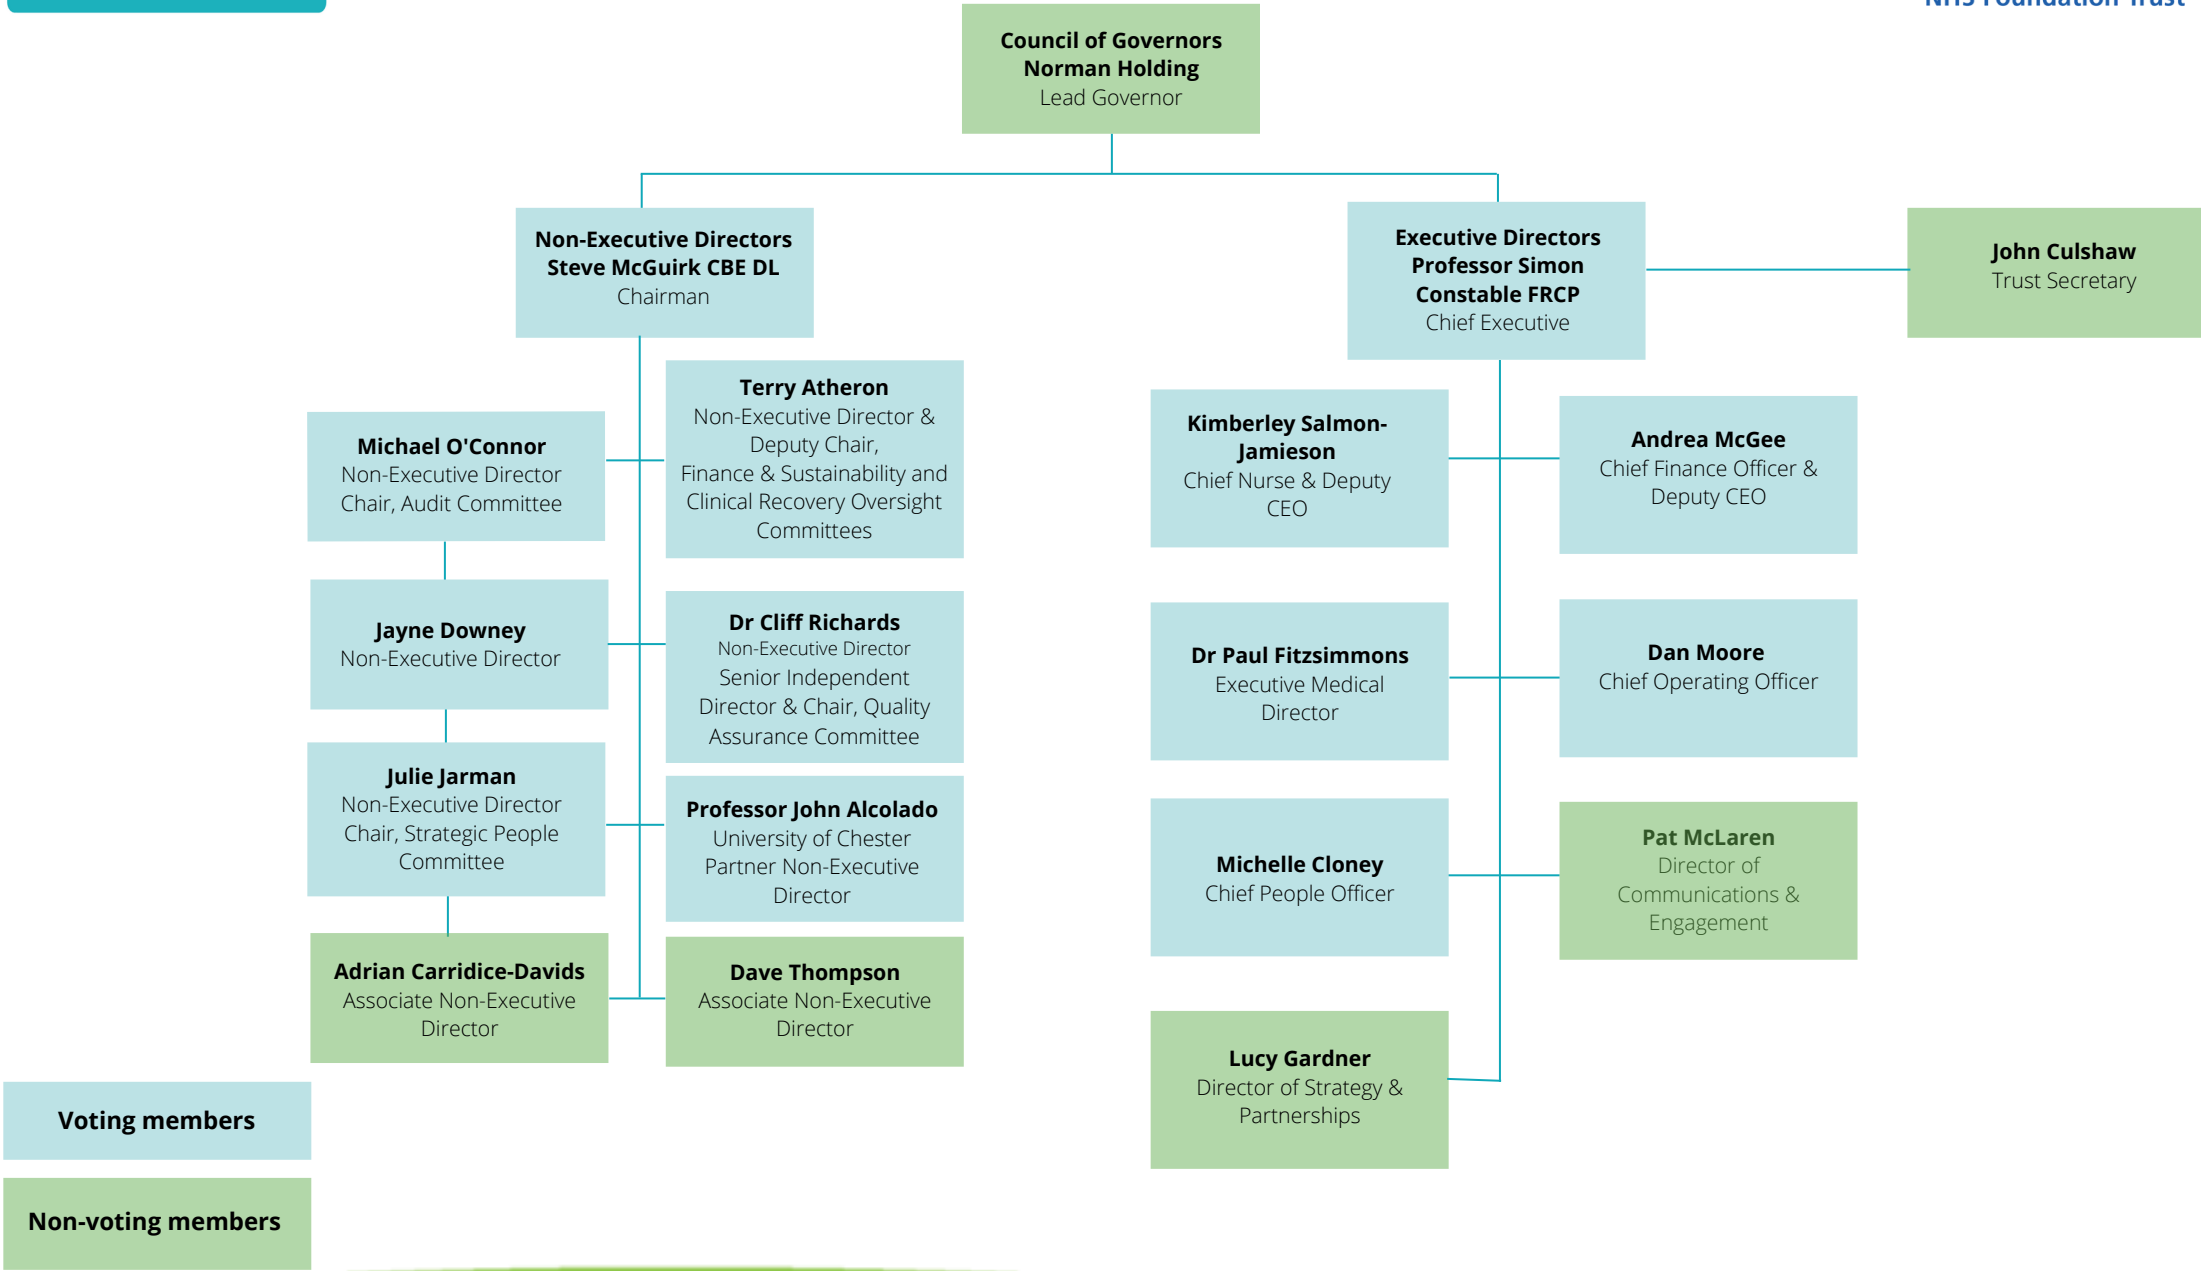 NHS Foundation Trust
Council of Governors
Norman Holding
Lead Governor
Non-Executive Directors
Steve McGuirk CBE DL
Chairman
Executive Directors
Professor Simon
Constable FRCP
Chief Executive
John Culshaw
Trust Secretary
Michael O'Connor
Non-Executive Director
Chair, Audit Committee
Terry Atheron
Non-Executive Director &
Deputy Chair,
Finance & Sustainability and
Clinical Recovery Oversight
Committees
Jayne Downey
Non-Executive Director
Dr Cliff Richards
Non-Executive Director
Senior Independent
Director & Chair, Quality
Assurance Committee
Julie Jarman
Non-Executive Director
Chair, Strategic People
Committee
Professor John Alcolado
University of Chester
Partner Non-Executive
Director
Adrian Carridice-Davids
Associate Non-Executive
Director
Dave Thompson
Associate Non-Executive
Director
Kimberley Salmon-
Jamieson
Chief Nurse & Deputy
CEO
Andrea McGee
Chief Finance Officer &
Deputy CEO
Dr Paul Fitzsimmons
Executive Medical
Director
Dan Moore
Chief Operating Officer
Michelle Cloney
Chief People Officer
Pat McLaren
Director of
Communications &
Engagement
Lucy Gardner
Director of Strategy &
Partnerships
Voting members
Non-voting members